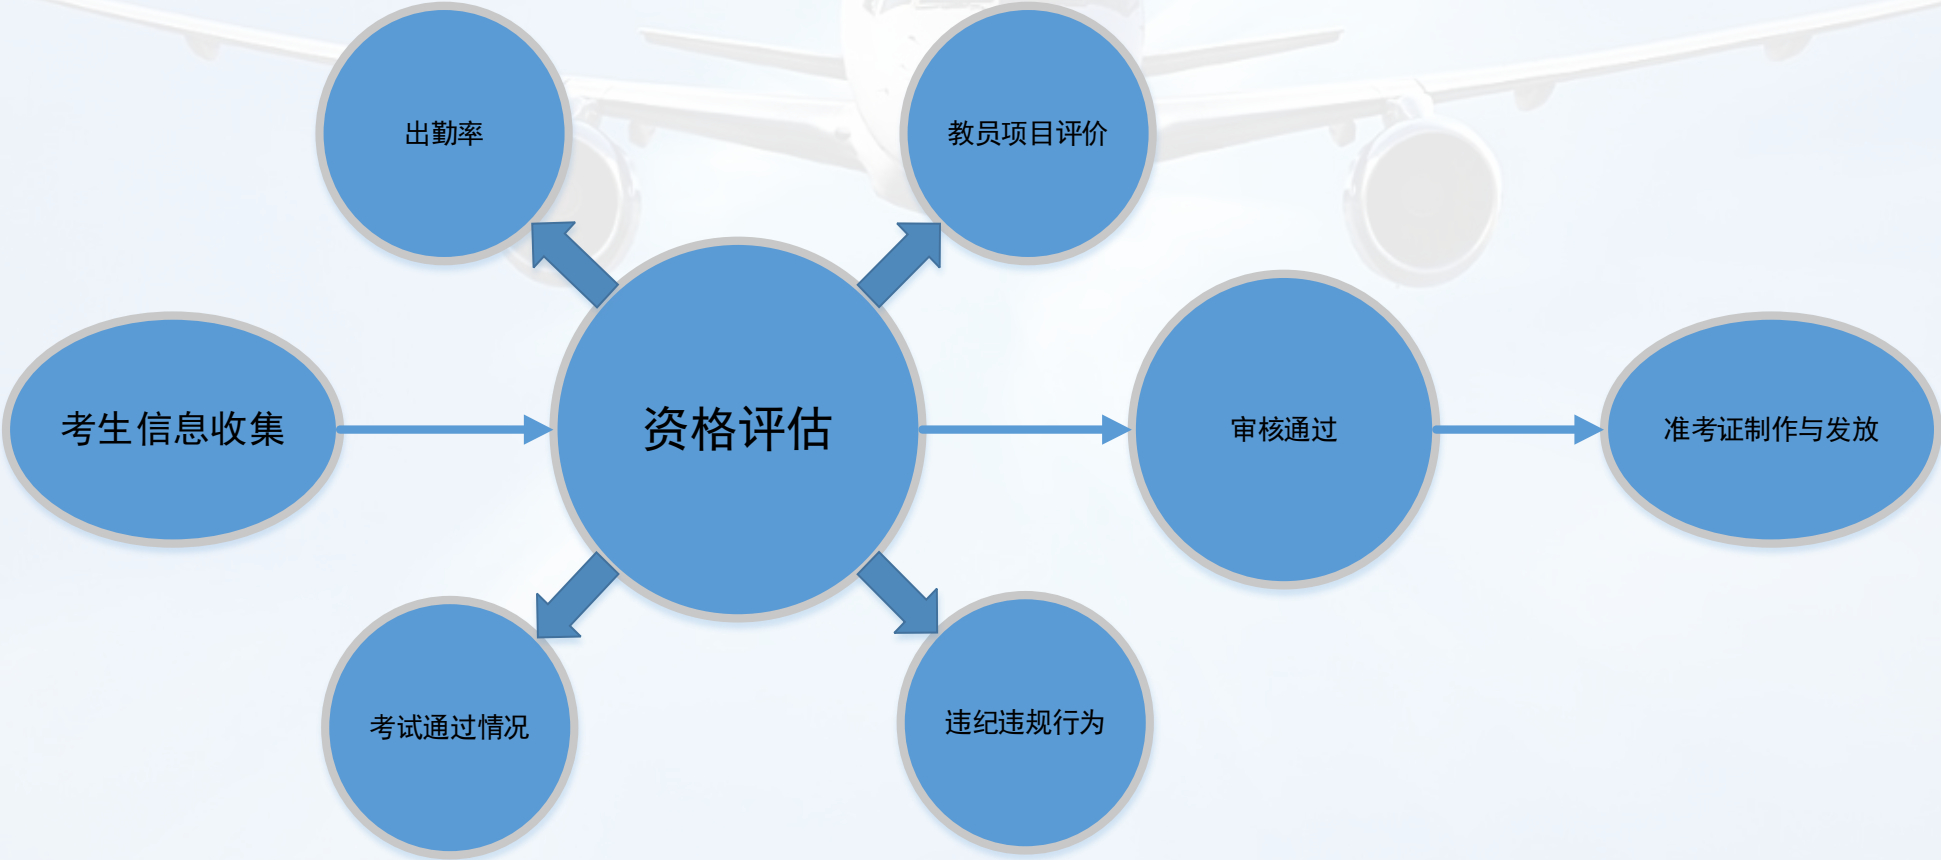 出勤率
教员项目评价
考生信息收集
资格评估
审核通过
准考证制作与发放
考试通过情况
违纪违规行为